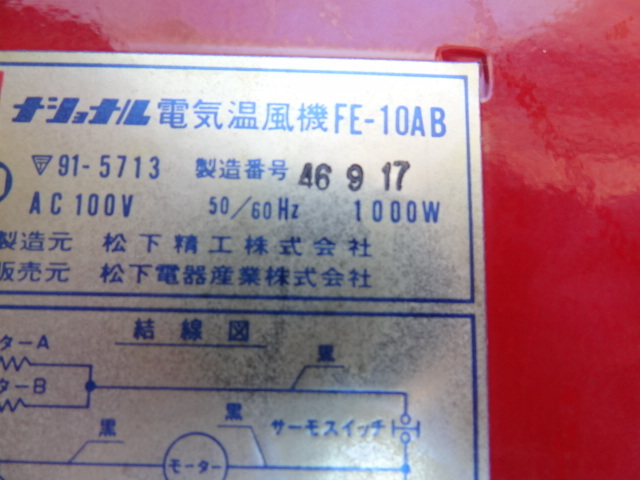 ナショナル 電気温風機 FE-10AB
▽91-5713 製造番号 46 9 17
AC 100V 50/60Hz 1000W
製造元 松下精工株式会社
販売元 松下電器産業株式会社
結線図
ターA
黒
ターB
黒 黒 サーモスイッチ
モーター